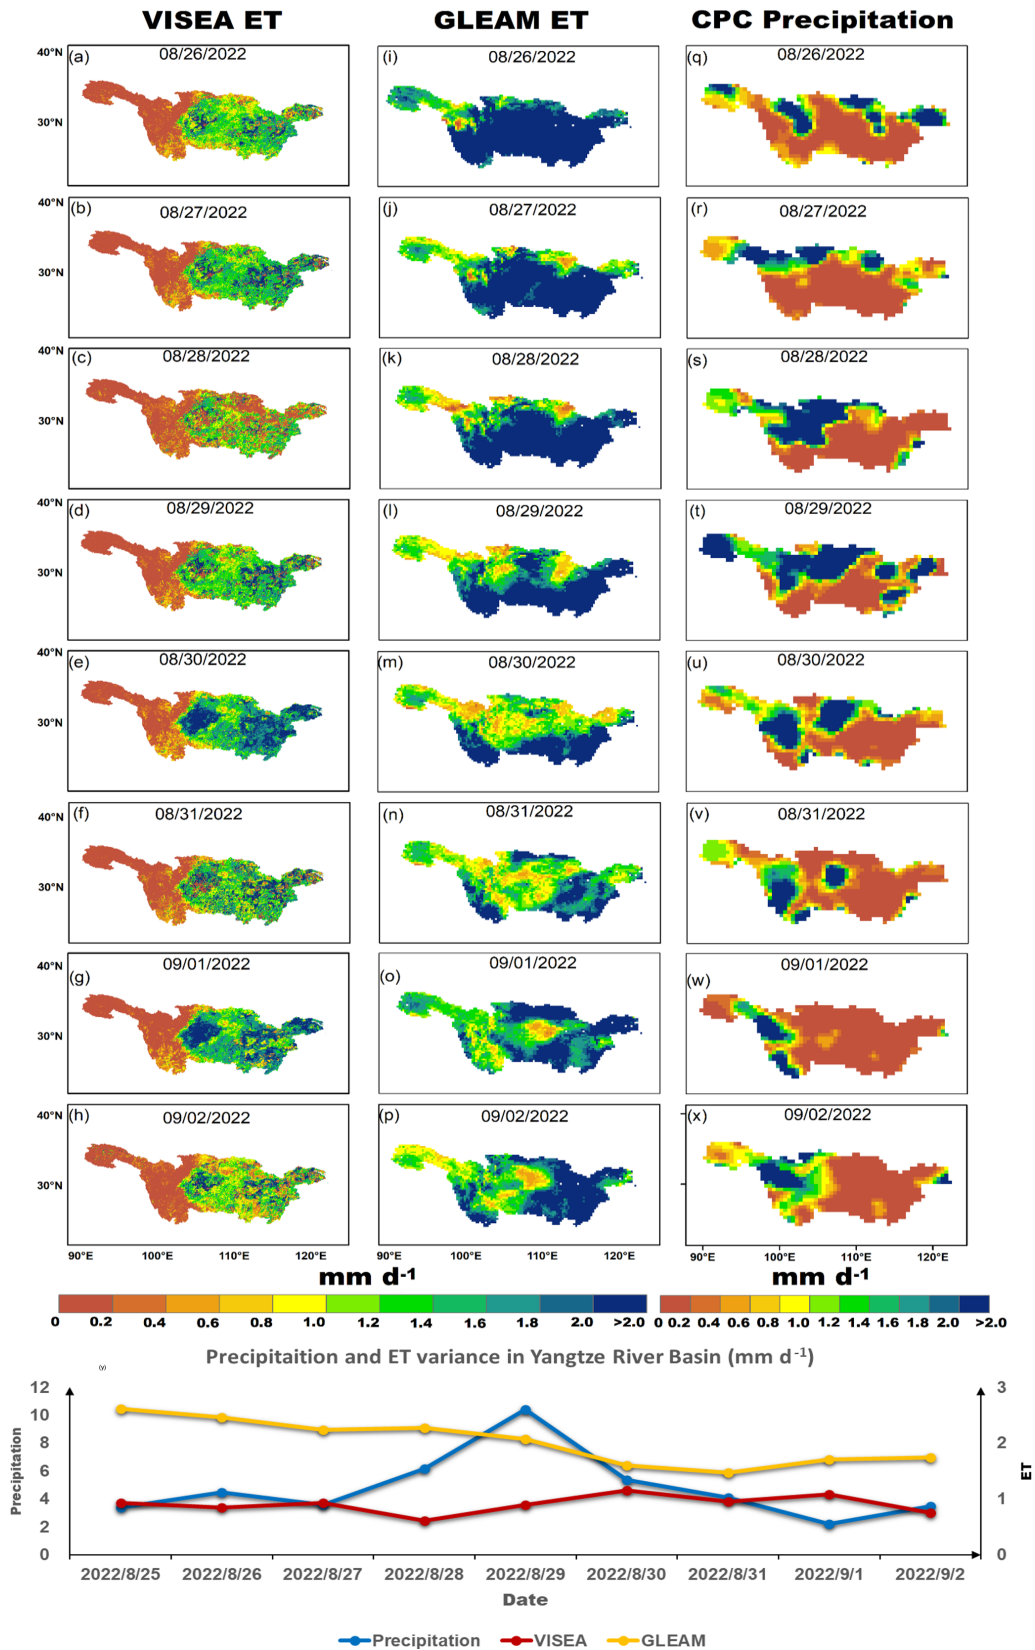 VISEA ET GLEAM ET CPC Precipitation
40°N (a) 08/26/2022 (i) 08/26/2022 (q) 08/26/2022
30°N
40°N (b) 08/27/2022 (j) 08/27/2022 (r) 08/27/2022
30°N
40°N (c) 08/28/2022 (k) 08/28/2022 (s) 08/28/2022
30°N
40°N (d) 08/29/2022 (l) 08/29/2022 (t) 08/29/2022
30°N
40°N (e) 08/30/2022 (m) 08/30/2022 (u) 08/30/2022
30°N
40°N (f) 08/31/2022 (n) 08/31/2022 (v) 08/31/2022
30°N
40°N (g) 09/01/2022 (o) 09/01/2022 (w) 09/01/2022
30°N
40°N (h) 09/02/2022 (p) 09/02/2022 (x) 09/02/2022
30°N
90°E 100°E 110°E 120°E 90°E 100°E 110°E 120°E 90°E 100°E 110°E 120°E
mm d-1 mm d-1
0 0.2 0.4 0.6 0.8 1.0 1.2 1.4 1.6 1.8 2.0 >2.0 0 0.2 0.4 0.6 0.8 1.0 1.2 1.4 1.6 1.8 2.0 >2.0
Precipitaition and ET variance in Yangtze River Basin (mm d-1)
(y)
12 3
10
8 2
6
4 1
2
0 0
Precipitation
ET
2022/8/25 2022/8/26 2022/8/27 2022/8/28 2022/8/29 2022/8/30 2022/8/31 2022/9/1 2022/9/2
Date
Precipitation VISEA GLEAM